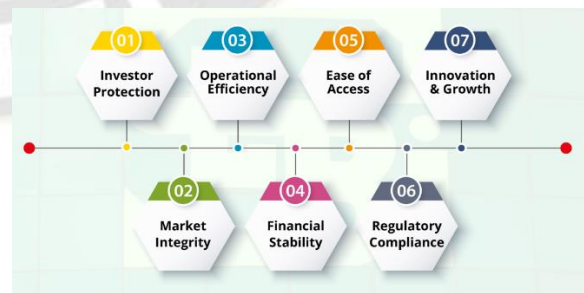 01
Investor
Protection
02
Market
Integrity
03
Operational
Efficiency
04
Financial
Stability
05
Ease of
Access
06
Regulatory
Compliance
07
Innovation
& Growth